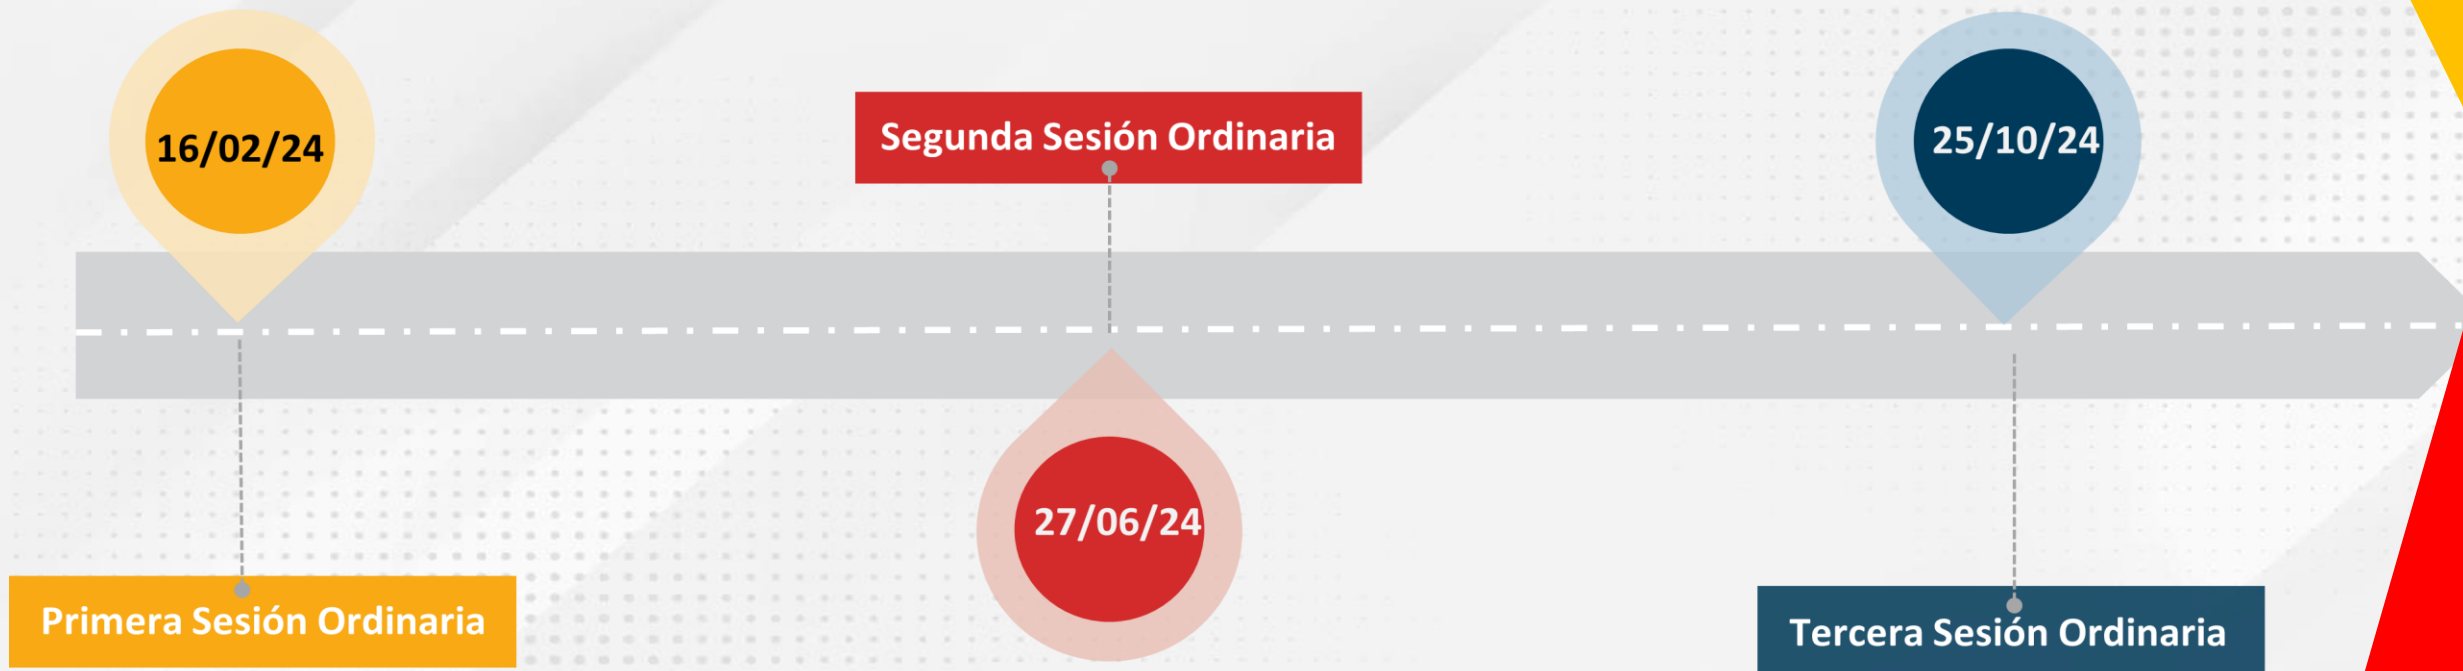 16/02/24
Primera Sesión Ordinaria
Segunda Sesión Ordinaria
27/06/24
25/10/24
Tercera Sesión Ordinaria